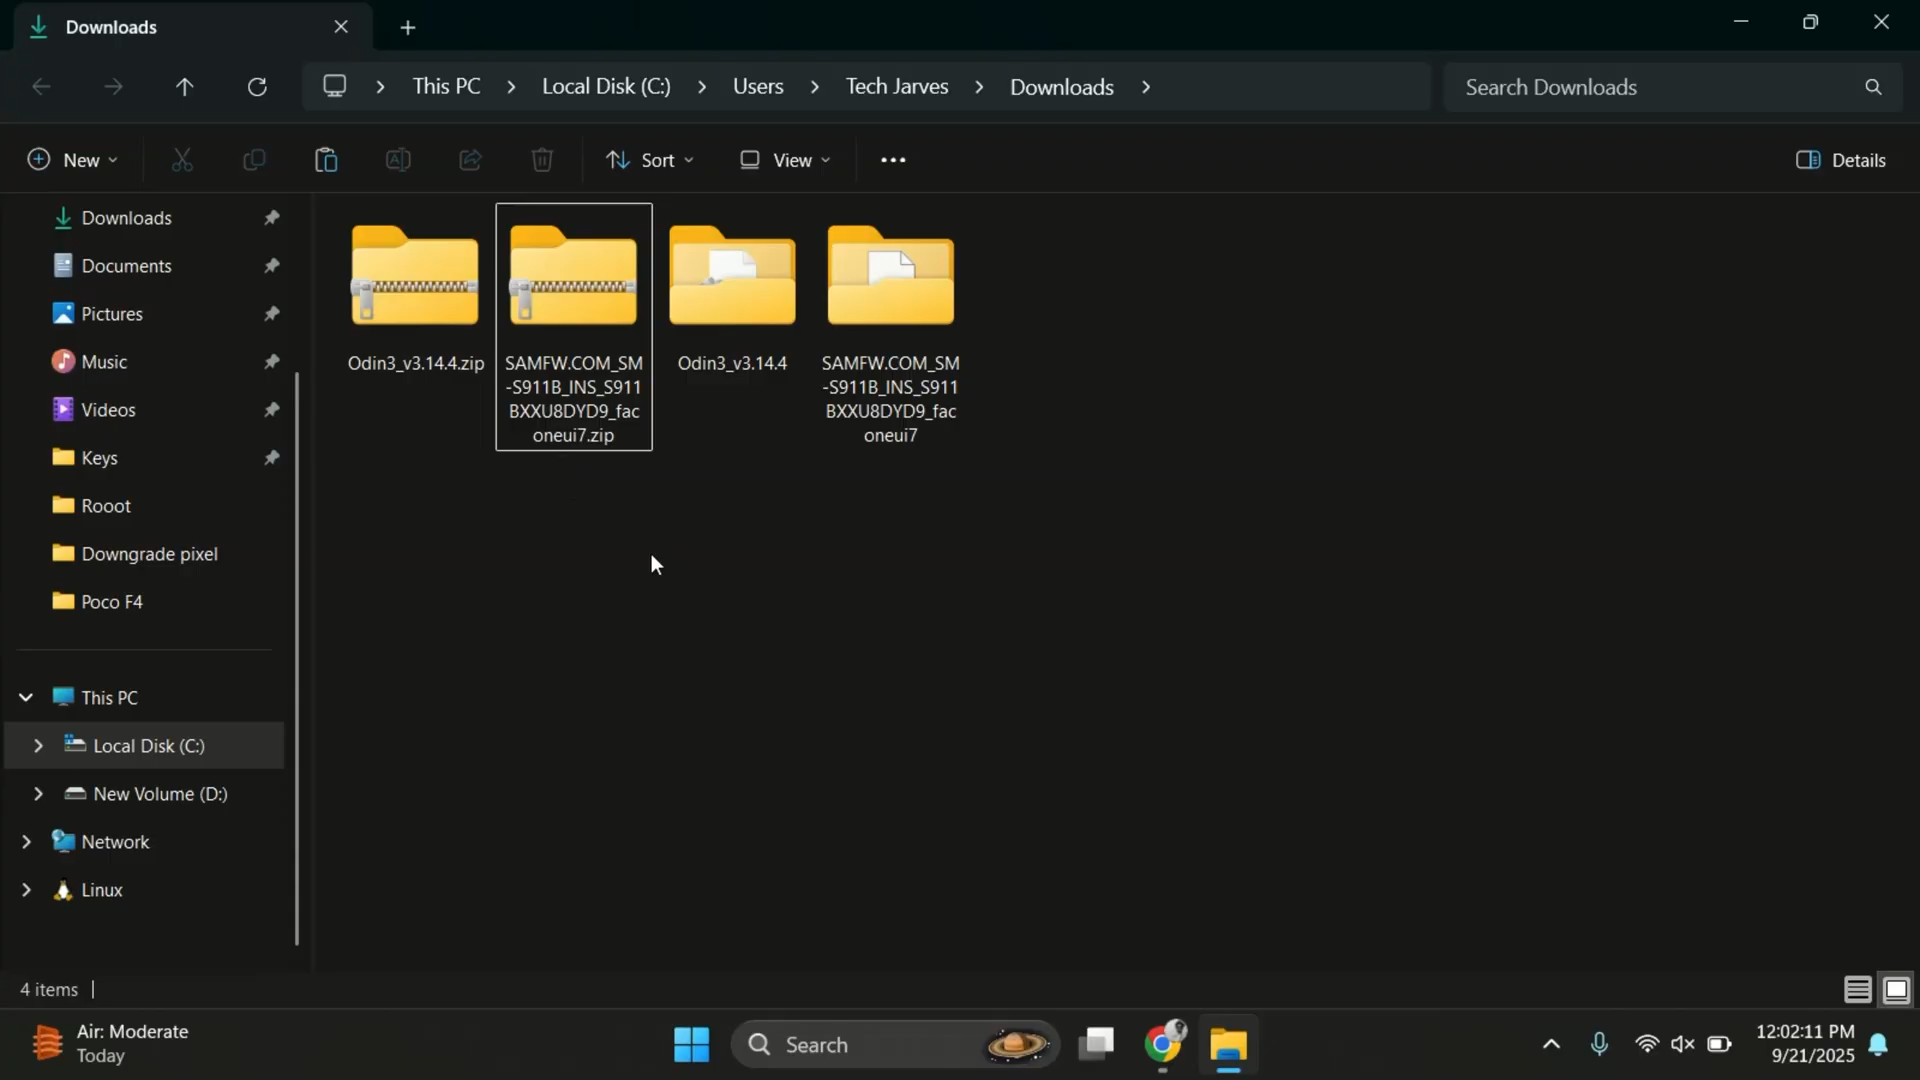 Downloads
This PC
Local Disk (C:)
Users
Tech Jarves
Downloads
Search Downloads
New
Sort
View
Details
Downloads
Documents
Pictures
Music
Videos
Keys
Rooot
Downgrade pixel
Poco F4
This PC
Local Disk (C:)
New Volume (D:)
Network
Linux
Odin3_v3.14.4.zip
SAMFW.COM_SM
-S911B_INS_S911
BXXU8DYD9_fac
oneui7.zip
Odin3_v3.14.4
SAMFW.COM_SM
-S911B_INS_S911
BXXU8DYD9_fac
oneui7
4 items
Air: Moderate
Today
Search
12:02:11 PM
9/21/2025